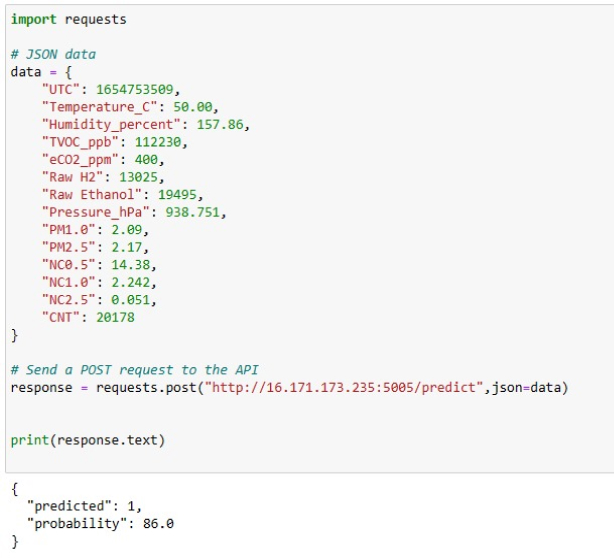 import requests
# JSON data
data = {
"UTC": 1654753509,
"Temperature_C": 50.00,
"Humidity_percent": 157.86,
"TVOC_ppb": 112230,
"eCO2_ppm": 400,
"Raw H2": 13025,
"Raw Ethanol": 19495,
"Pressure_hPa": 938.751,
"PM1.0": 2.09,
"PM2.5": 2.17,
"NC0.5": 14.38,
"NC1.0": 2.242,
"NC2.5": 0.051,
"CNT": 20178
}
# Send a POST request to the API
response = requests.post("http://16.171.173.235:5005/predict",json=data)
print(response.text)
{
"predicted": 1,
"probability": 86.0
}